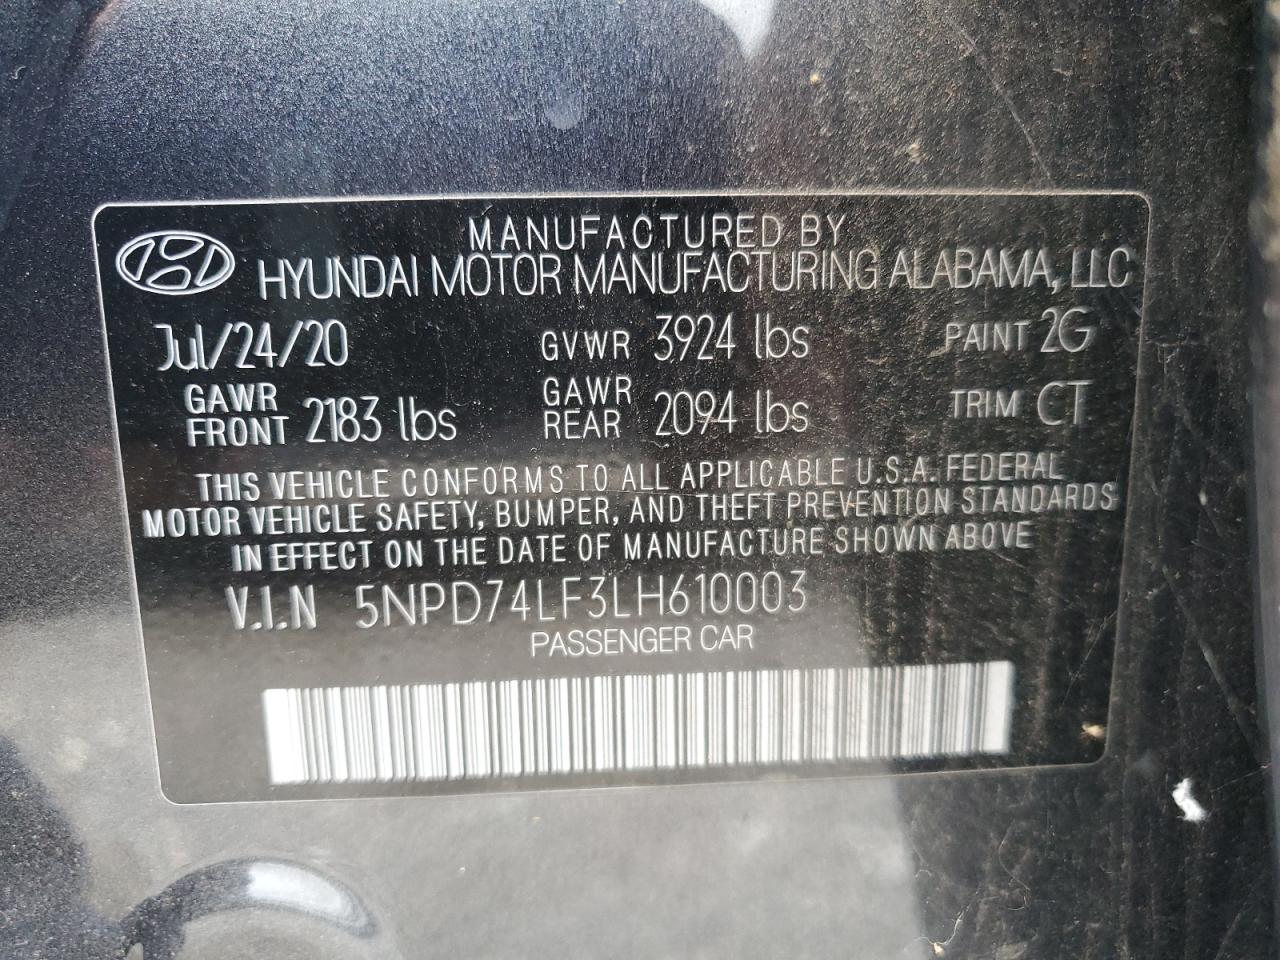 MANUFACTURED BY
HYUNDAI MOTOR MANUFACTURING ALABAMA, LLC
Jul/24/20 GVWR 3924 lbs PAINT 2G
GAWR FRONT 2183 lbs GAWR REAR 2094 lbs TRIM CT
THIS VEHICLE CONFORMS TO ALL APPLICABLE U.S.A. FEDERAL
MOTOR VEHICLE SAFETY, BUMPER, AND THEFT PREVENTION STANDARDS
IN EFFECT ON THE DATE OF MANUFACTURE SHOWN ABOVE
V.I.N 5NPD74LF3LH610003
PASSENGER CAR